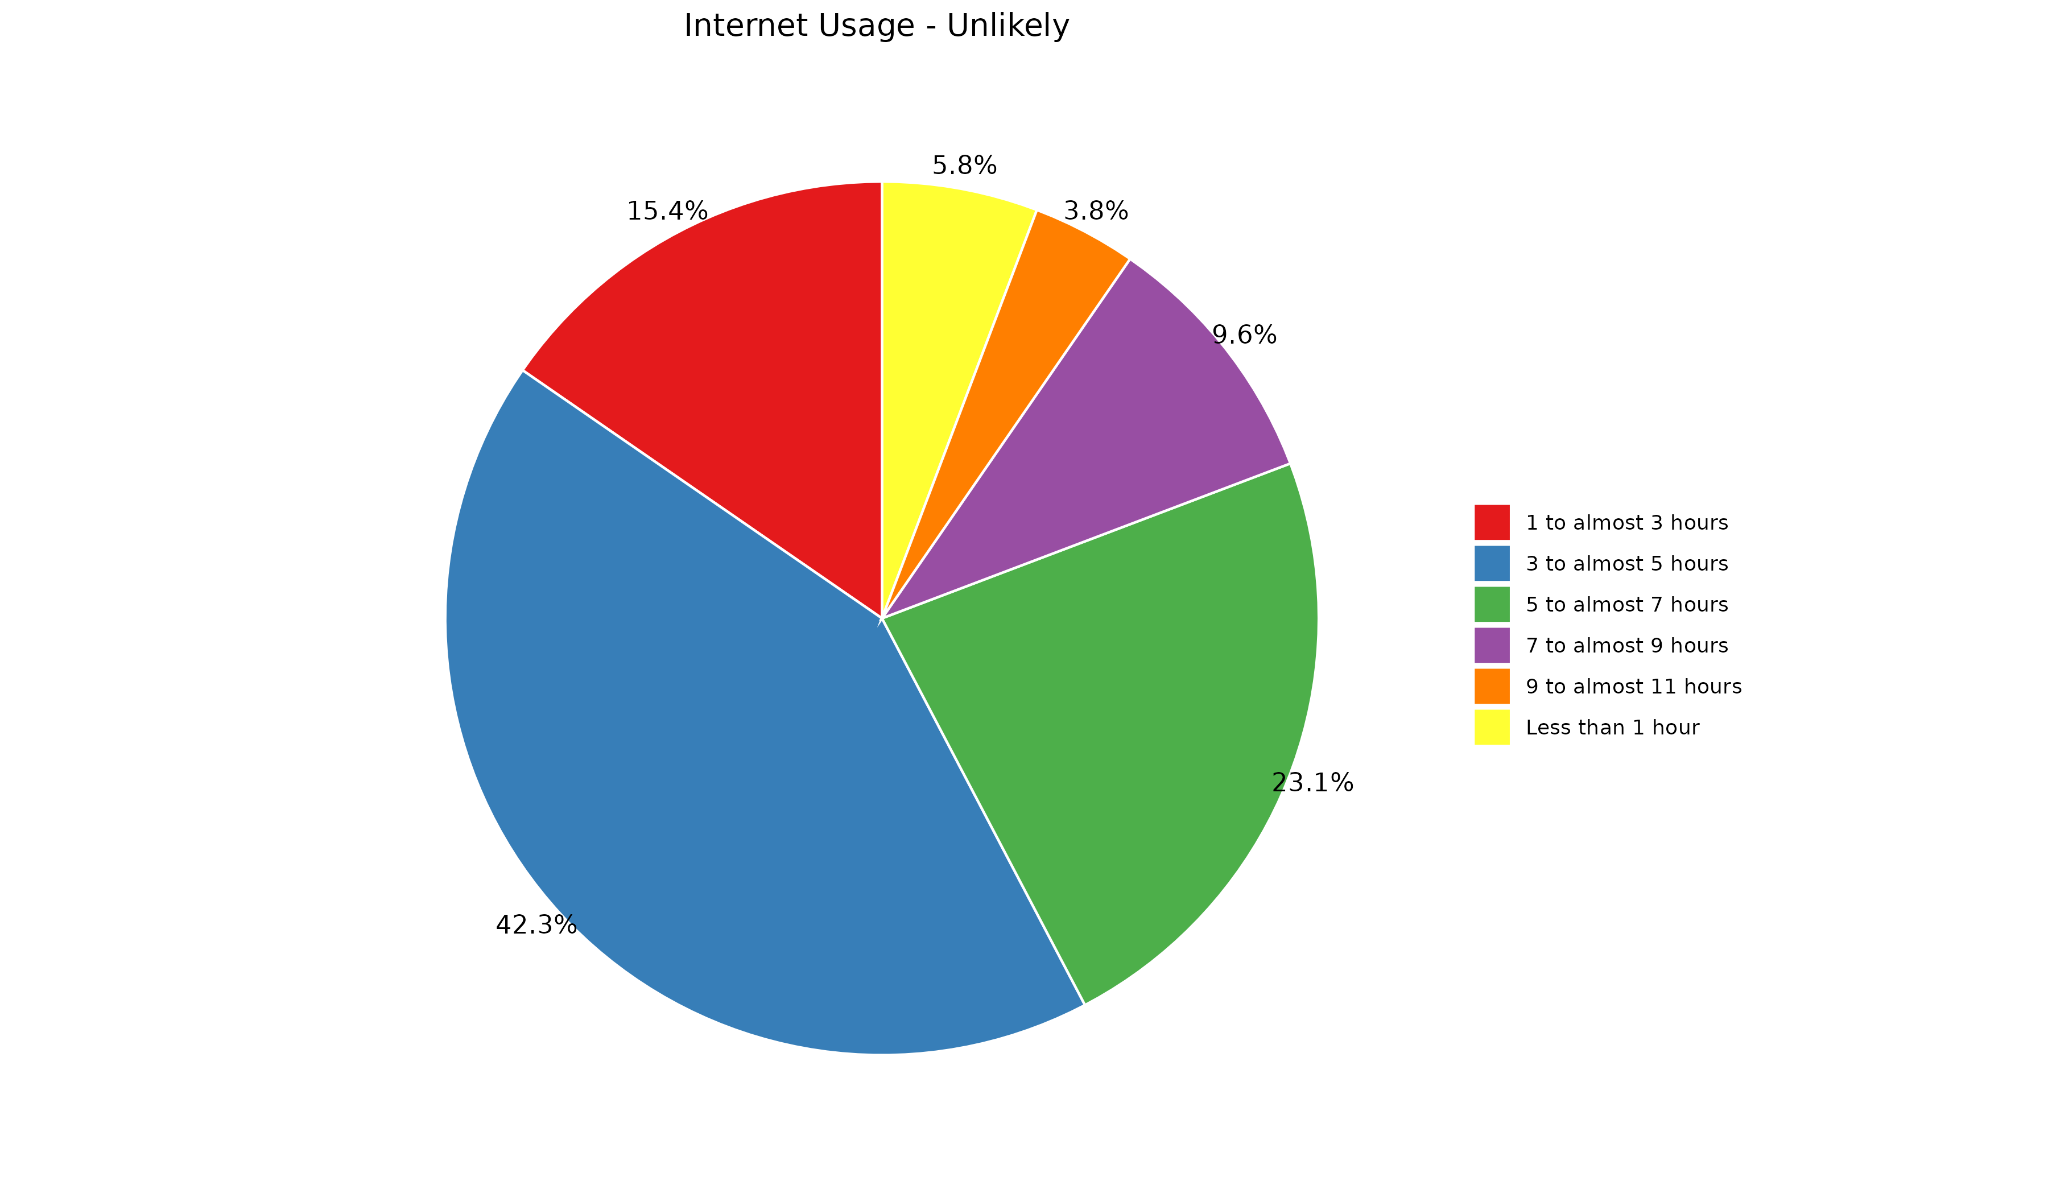 Internet Usage - Unlikely
5.8%
15.4%
3.8%
9.6%
1 to almost 3 hours
3 to almost 5 hours
5 to almost 7 hours
7 to almost 9 hours
9 to almost 11 hours
Less than 1 hour
23.1%
42.3%